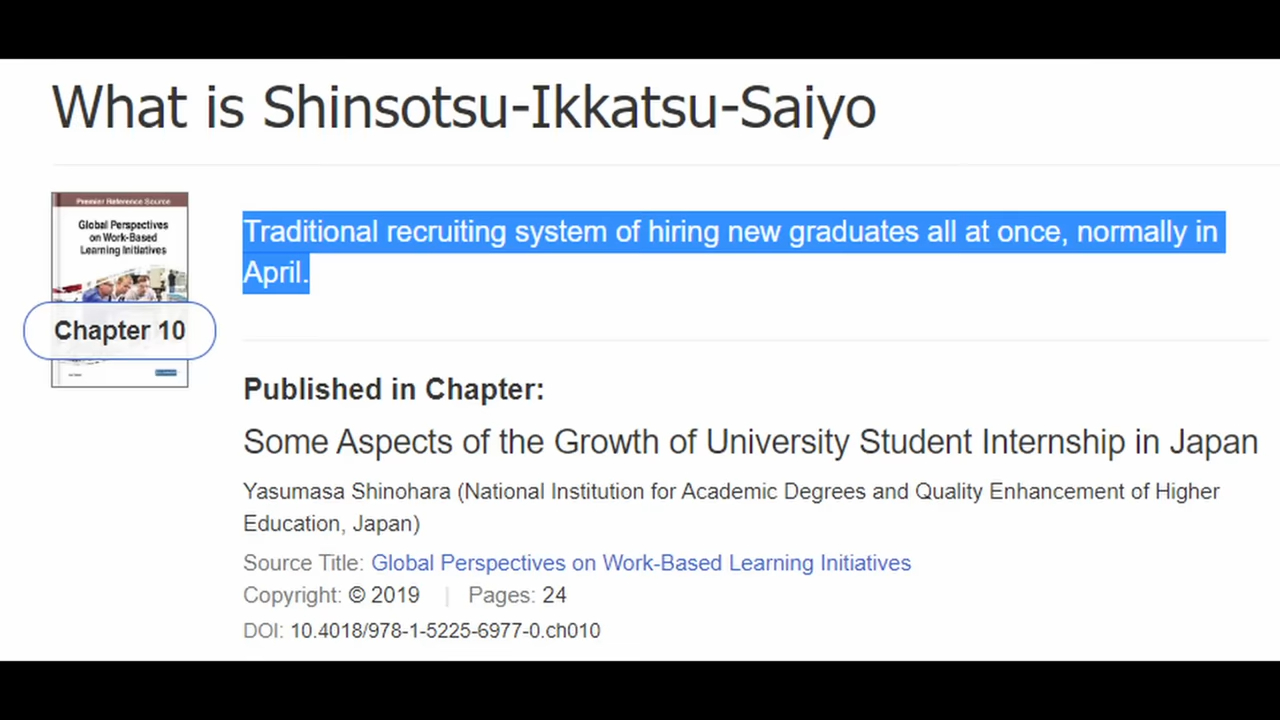 What is Shinsotsu-Ikkatsu-Saiyo
Premier Reference Source
Global Perspectives
on Work-Based
Learning Initiatives
Chapter 10
Traditional recruiting system of hiring new graduates all at once, normally in
April.
Published in Chapter:
Some Aspects of the Growth of University Student Internship in Japan
Yasumasa Shinohara (National Institution for Academic Degrees and Quality Enhancement of Higher
Education, Japan)
Source Title: Global Perspectives on Work-Based Learning Initiatives
Copyright: © 2019 | Pages: 24
DOI: 10.4018/978-1-5225-6977-0.ch010